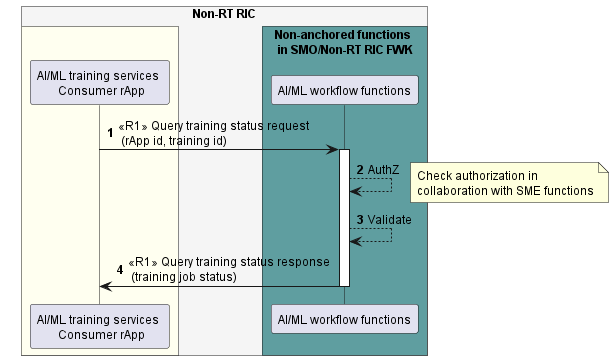 Non-RT RIC
Non-anchored functions
in SMO/Non-RT RIC FWK
AI/ML training services
Consumer rApp
AI/ML workflow functions
1 «R1» Query training status request
(rApp id, training id)
2 AuthZ
Check authorization in
collaboration with SME functions
3 Validate
4 «R1» Query training status response
(training job status)
AI/ML training services
Consumer rApp
AI/ML workflow functions